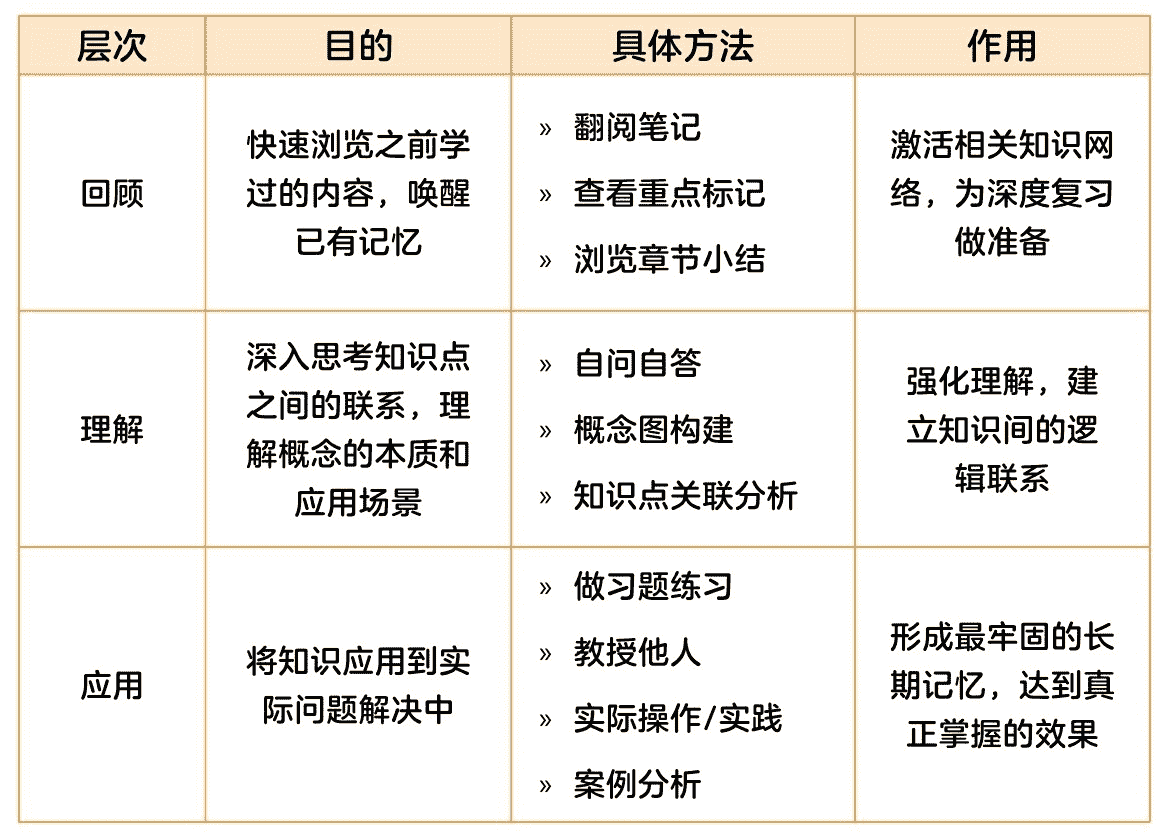 层次 目的 具体方法 作用
回顾
快速浏览之前学
过的内容，唤醒
已有记忆
» 翻阅笔记
» 查看重点标记
» 浏览章节小结
激活相关知识网
络，为深度复习
做准备
理解
深入思考知识点
之间的联系，理
解概念的本质和
应用场景
» 自问自答
» 概念图构建
» 知识点关联分析
强化理解，建
立知识间的逻
辑联系
应用
将知识应用到实
际问题解决中
» 做习题练习
» 教授他人
» 实际操作/实践
» 案例分析
形成最牢固的长
期记忆，达到真
正掌握的效果